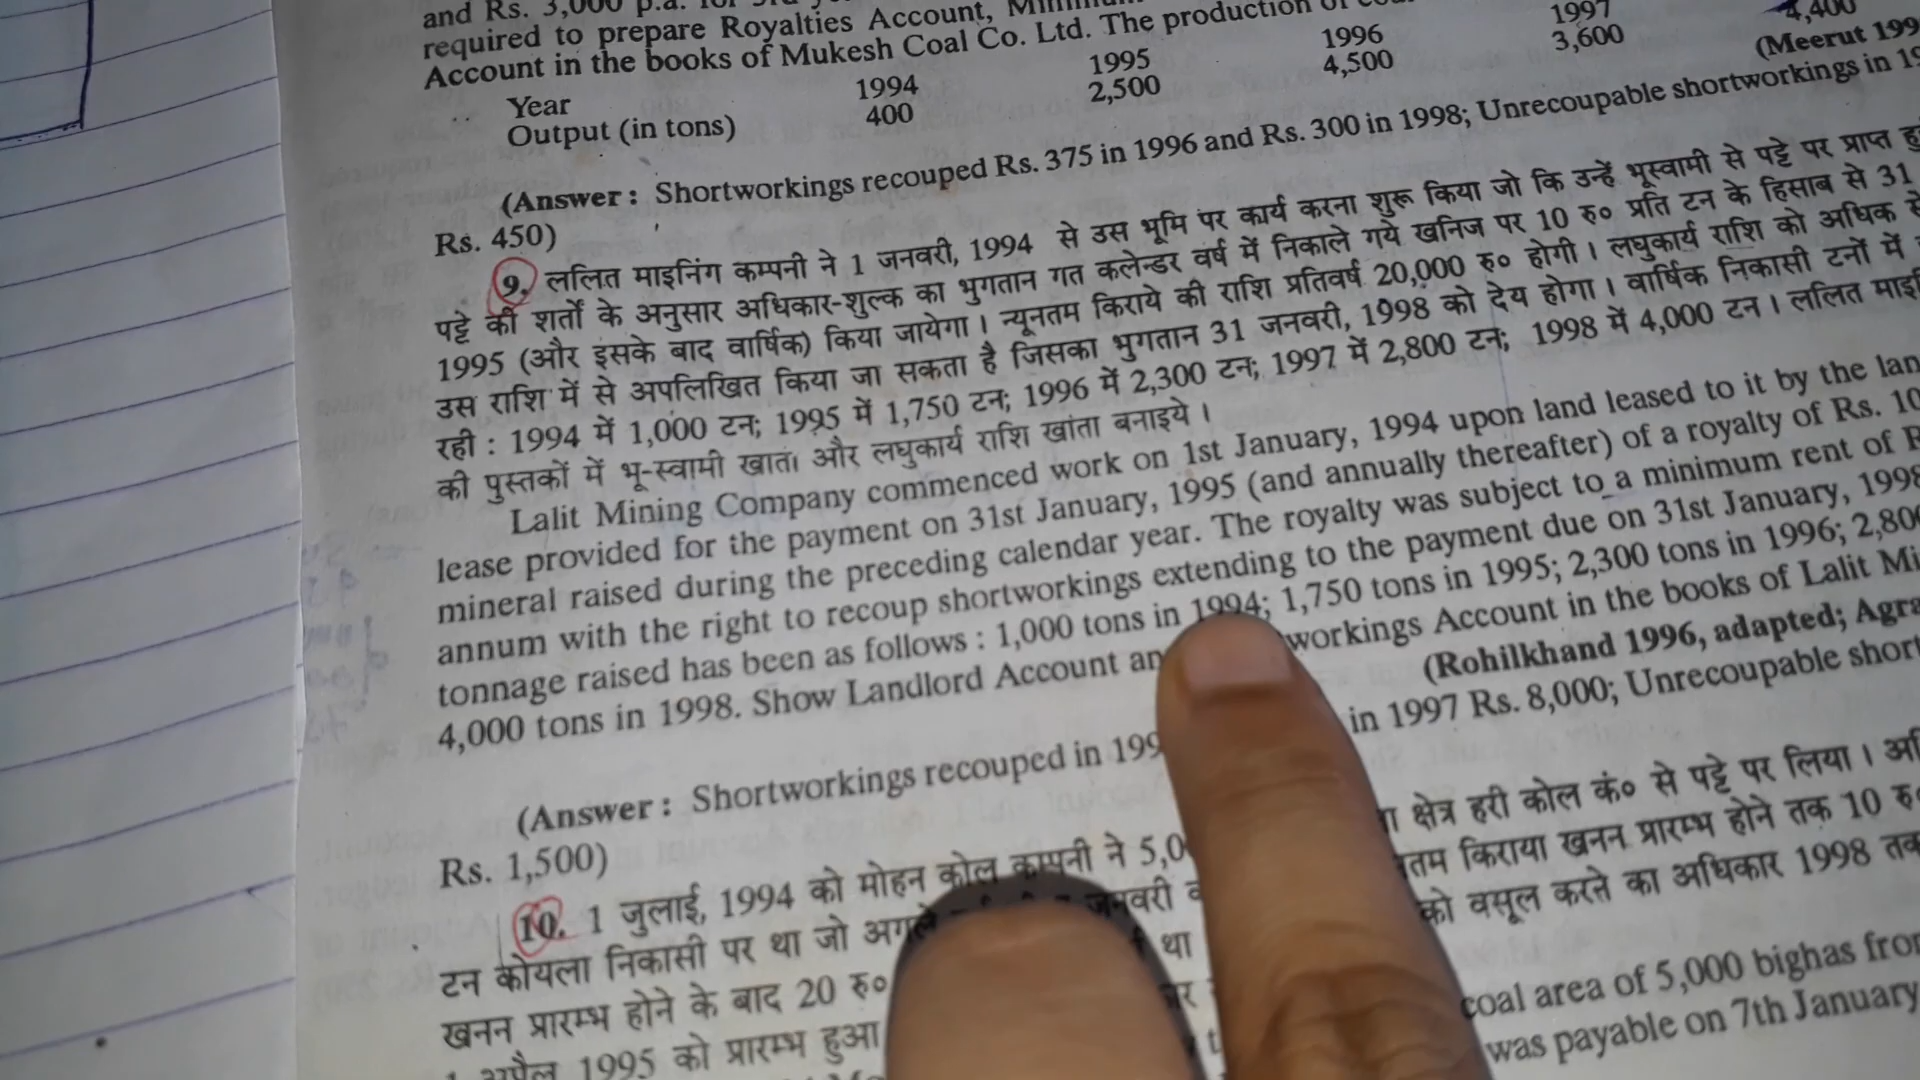 and Rs. 3,000 p.a. for 3rd
required to prepare Royalties Account,
Account in the books of Mukesh Coal Co. Ltd. The production of
Year 1994 1995 1996 1997
Output (in tons) 400 2,500 4,500 3,600 4,400
(Meerut
(Answer : Shortworkings recouped Rs. 375 in 1996 and Rs. 300 in 1998; Unrecoupable shortworkings in
Rs. 450)
9. ललित माइनिंग कम्पनी ने 1 जनवरी, 1994 से उस भूमि पर कार्य करना शुरू किया जो कि उन्हें भूस्वामी से पट्टे पर प्राप्त
पट्टे की शर्तों के अनुसार अधिकार-शुल्क का भुगतान गत कलेन्डर वर्ष में निकाले गये खनिज पर 10 रु० प्रति टन के हिसाब से 31
1995 (और इसके बाद वार्षिक) किया जायेगा । न्यूनतम किराये की राशि प्रतिवर्ष 20,000 रु० होगी । लघुकार्य राशि को अधिक
उस राशि में से अपलिखित किया जा सकता है जिसका भुगतान 31 जनवरी, 1998 को देय होगा । वार्षिक निकासी टनों में
रही : 1994 में 1,000 टन; 1995 में 1,750 टन; 1996 में 2,300 टन; 1997 में 2,800 टन; 1998 में 4,000 टन । ललित
की पुस्तकों में भू-स्वामी खाता और लघुकार्य राशि खाता बनाइये ।
Lalit Mining Company commenced work on 1st January, 1994 upon land leased to it by the
lease provided for the payment on 31st January, 1995 (and annually thereafter) of a royalty of Rs. 10
mineral raised during the preceding calendar year. The royalty was subject to a minimum rent of
annum with the right to recoup shortworkings extending to the payment due on 31st January,
tonnage raised has been as follows : 1,000 tons in 1994; 1,750 tons in 1995; 2,300 tons in 1996;
4,000 tons in 1998. Show Landlord Account workings Account in the books of Lalit
(Rohilkhand 1996, adapted;
(Answer : Shortworkings recouped in in 1997 Rs. 8,000; Unrecoupable
Rs. 1,500)
10. 1 जुलाई, 1994 को मोहन कोल कम्पनी ने क्षेत्र हरी कोल कं० से पट्टे पर लिया ।
टन कोयला निकासी पर था जो किराया खनन प्रारम्भ होने तक 10
खनन प्रारम्भ होने के बाद 20 रु० था को वसूल करने का अधिकार 1998
1995 को प्रारम्भ हुआ coal area of 5,000 bighas
was payable on 7th January